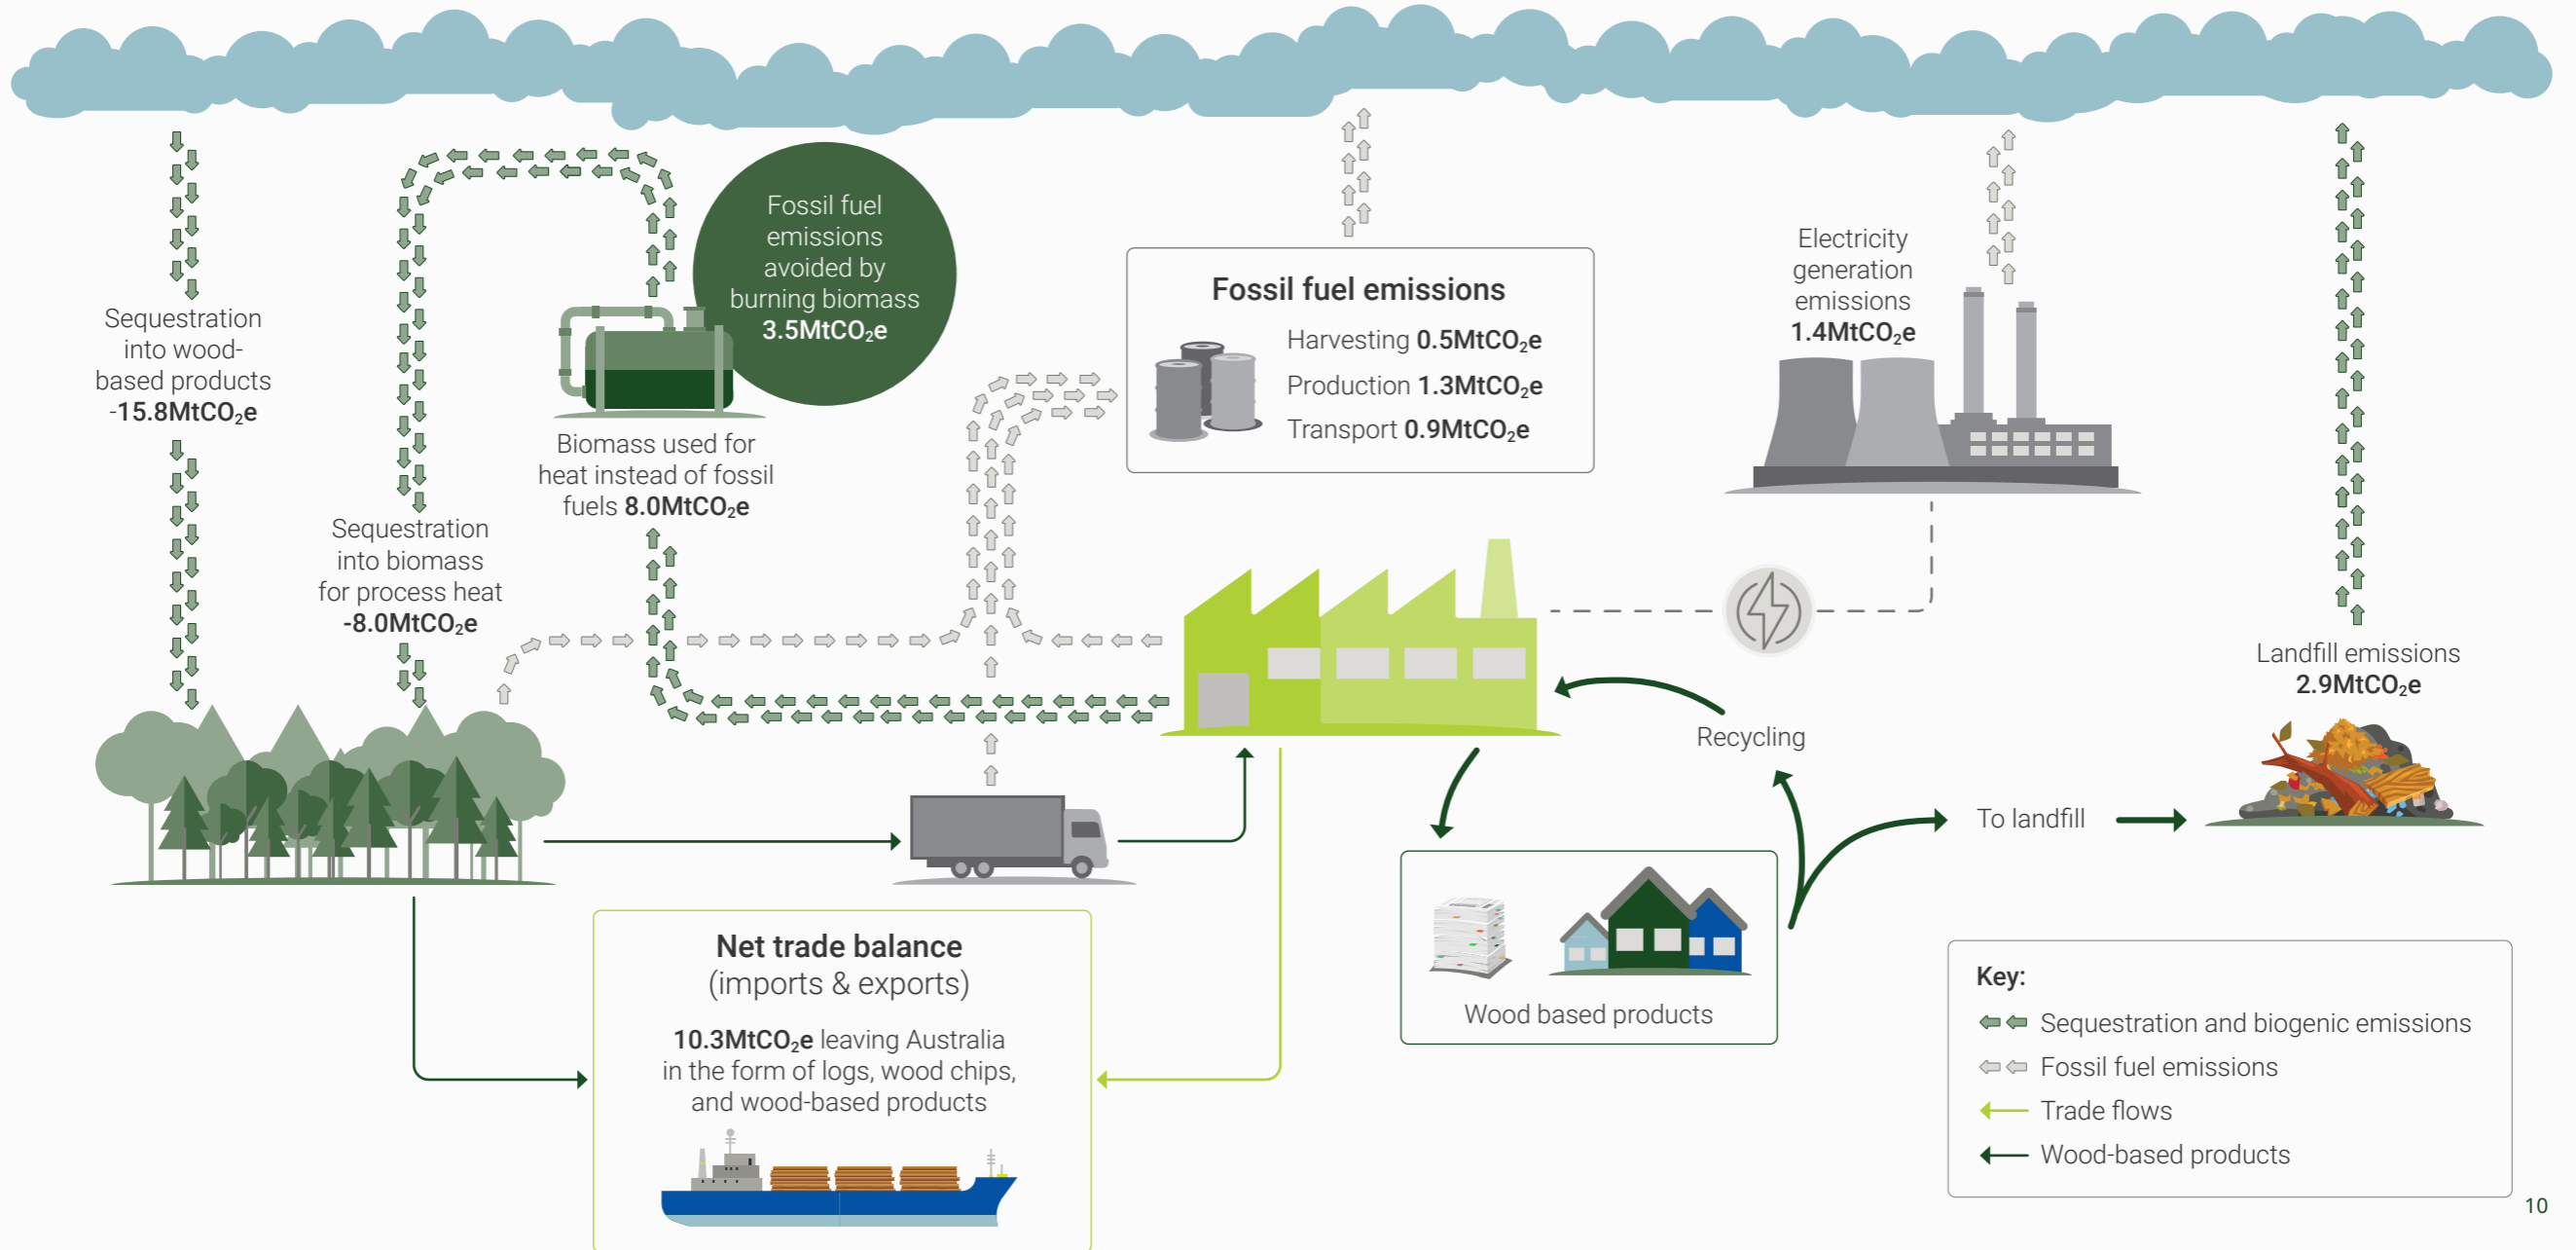 Sequestration
into wood-
based products
-15.8MtCO₂e
Sequestration
into biomass
for process heat
-8.0MtCO₂e
Fossil fuel
emissions
avoided by
burning biomass
3.5MtCO₂e
Biomass used for
heat instead of fossil
fuels 8.0MtCO₂e
Fossil fuel emissions
Harvesting 0.5MtCO₂e
Production 1.3MtCO₂e
Transport 0.9MtCO₂e
Electricity
generation
emissions
1.4MtCO₂e
Landfill emissions
2.9MtCO₂e
Recycling
To landfill
Wood based products
Net trade balance
(imports & exports)
10.3MtCO₂e leaving Australia
in the form of logs, wood chips,
and wood-based products
Key:
Sequestration and biogenic emissions
Fossil fuel emissions
Trade flows
Wood-based products
10